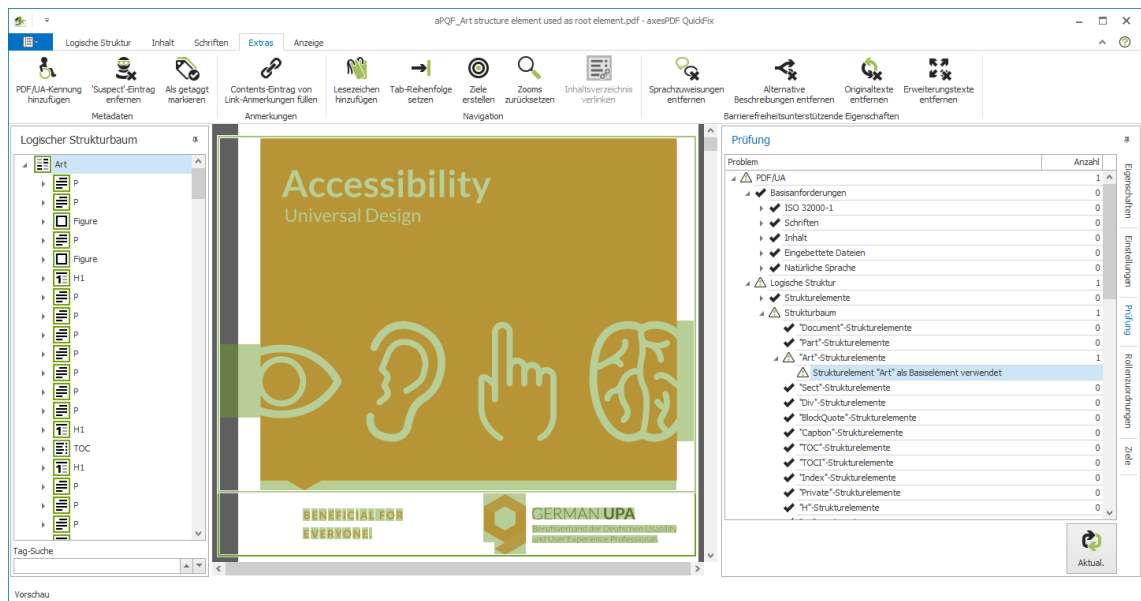 aPQF_Art structure element used as root element.pdf - axesPDF QuickFix
Logische Struktur Inhalt Schriften Extras Anzeige
PDF/UA-Kennung hinzufügen
'Suspect'-Eintrag entfernen
Als getaggt markieren
Contents-Eintrag von Link-Anmerkungen füllen
Lesezeichen hinzufügen
Tab-Reihenfolge setzen
Ziele erstellen
Zooms zurücksetzen
Inhaltsverzeichnis verlinken
Sprachzuweisungen entfernen
Alternative Beschreibungen entfernen
Originaltexte entfernen
Erweiterungstexte entfernen
Metadaten Anmerkungen Navigation Barrierefreiheitsunterstützende Eigenschaften
Logischer Strukturbaum
Art
P
P
Figure
P
Figure
H1
P
P
P
P
P
P
P
H1
TOC
H1
P
P
P
Tag-Suche
Vorschau
Accessibility
Universal Design
BENEFICIAL FOR
EVERYONE.
GERMAN UPA
Berufsverband der Deutschen Usability
und User Experience Professionals
Prüfung
Problem Anzahl
PDF/UA 1
Basisanforderungen 0
ISO 32000-1 0
Schriften 0
Inhalt 0
Eingebettete Dateien 0
Natürliche Sprache 0
Logische Struktur 1
Strukturelemente 0
Strukturbaum 1
"Document"-Strukturelemente 0
"Part"-Strukturelemente 0
"Art"-Strukturelemente 1
Strukturelement "Art" als Basiselement verwendet
"Sect"-Strukturelemente 0
"Div"-Strukturelemente 0
"BlockQuote"-Strukturelemente 0
"Caption"-Strukturelemente 0
"TOC"-Strukturelemente 0
"TOCI"-Strukturelemente 0
"Index"-Strukturelemente 0
"Private"-Strukturelemente 0
"H"-Strukturelemente 0
Aktual.
Eigenschaften
Einstellungen
Prüfung
Rollenzuordnungen
Ziele